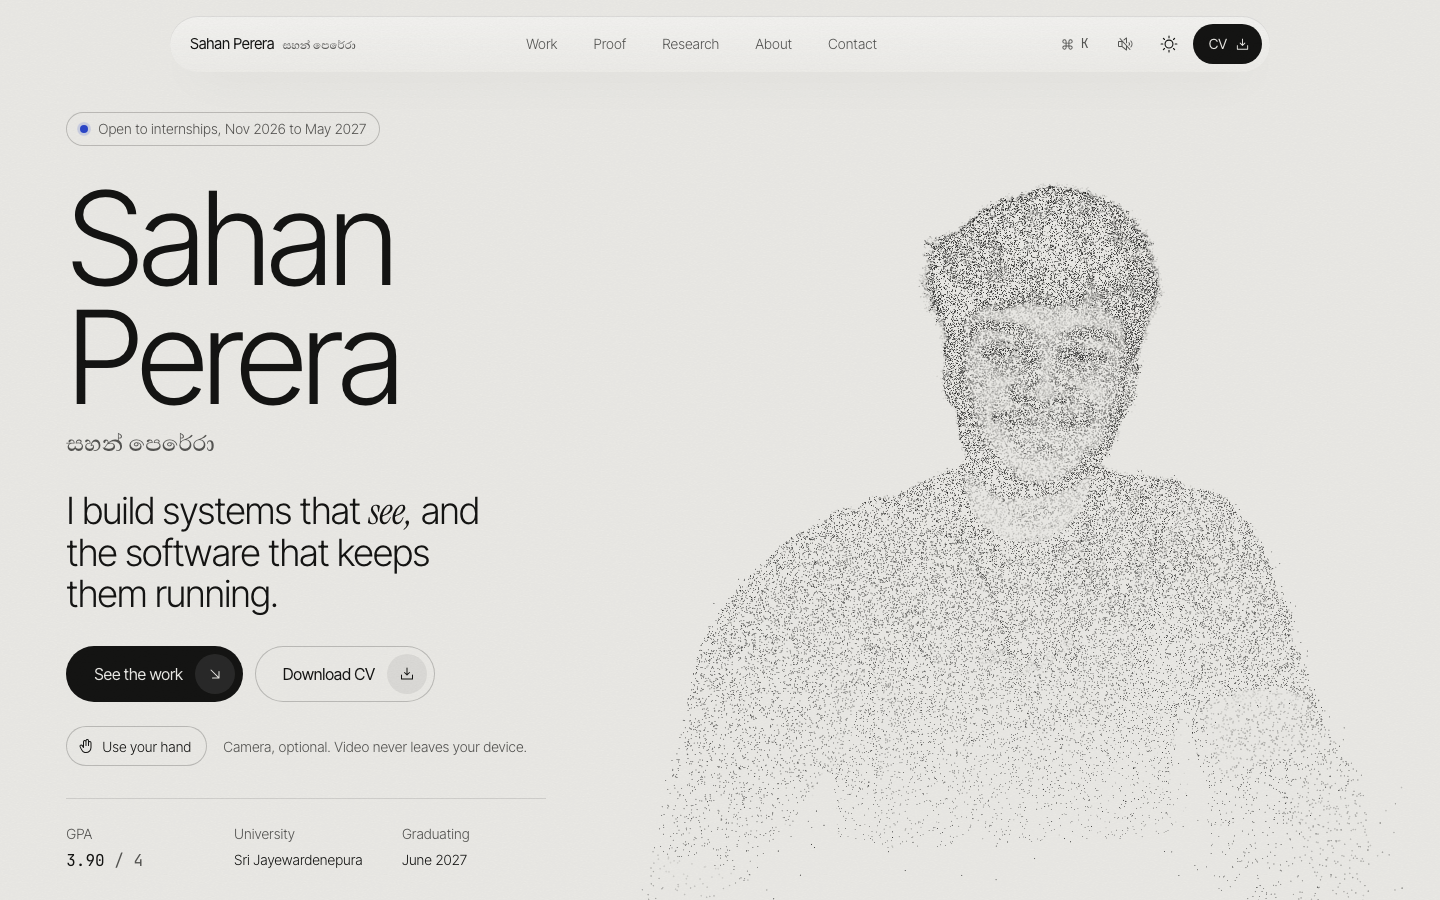 Sahan Perera සහන් පෙරේරා Work Proof Research About Contact ⌘ K CV
Open to internships, Nov 2026 to May 2027
Sahan
Perera
සහන් පෙරේරා
I build systems that see, and
the software that keeps
them running.
See the work Download CV
Use your hand Camera, optional. Video never leaves your device.
GPA University Graduating
3.90 / 4 Sri Jayewardenepura June 2027